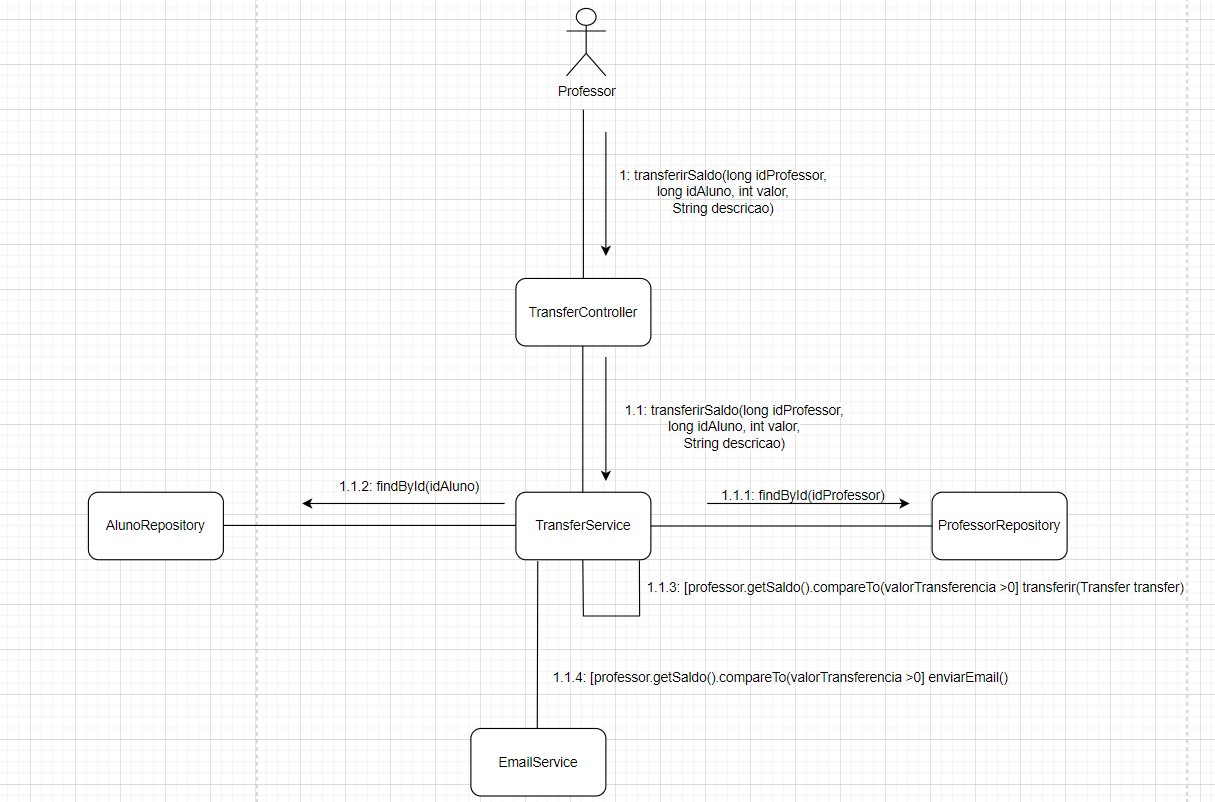 Professor
1: transferirSaldo(long idProfessor,
long idAluno, int valor,
String descricao)
TransferController
1.1: transferirSaldo(long idProfessor,
long idAluno, int valor,
String descricao)
1.1.2: findById(idAluno)
1.1.1: findById(idProfessor)
AlunoRepository
TransferService
ProfessorRepository
1.1.3: [professor.getSaldo().compareTo(valorTransferencia >0] transferir(Transfer transfer)
1.1.4: [professor.getSaldo().compareTo(valorTransferencia >0] enviarEmail()
EmailService